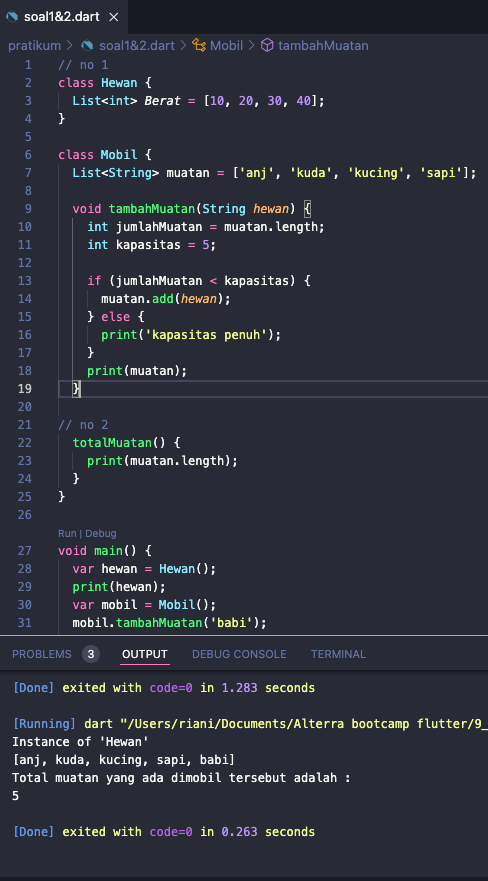 soal1&2.dart ×
pratikum > soal1&2.dart > Mobil > tambahMuatan
1 // no 1
2 class Hewan {
3   List<int> Berat = [10, 20, 30, 40];
4 }
5
6 class Mobil {
7   List<String> muatan = ['anj', 'kuda', 'kucing', 'sapi'];
8
9   void tambahMuatan(String hewan) {
10     int jumlahMuatan = muatan.length;
11     int kapasitas = 5;
12
13     if (jumlahMuatan < kapasitas) {
14       muatan.add(hewan);
15     } else {
16       print('kapasitas penuh');
17     }
18     print(muatan);
19   }
20
21 // no 2
22   totalMuatan() {
23     print(muatan.length);
24   }
25 }
26
Run | Debug
27 void main() {
28   var hewan = Hewan();
29   print(hewan);
30   var mobil = Mobil();
31   mobil.tambahMuatan('babi');
PROBLEMS 3 OUTPUT DEBUG CONSOLE TERMINAL
[Done] exited with code=0 in 1.283 seconds
[Running] dart "/Users/riani/Documents/Alterra bootcamp flutter/9_
Instance of 'Hewan'
[anj, kuda, kucing, sapi, babi]
Total muatan yang ada dimobil tersebut adalah :
5
[Done] exited with code=0 in 0.263 seconds